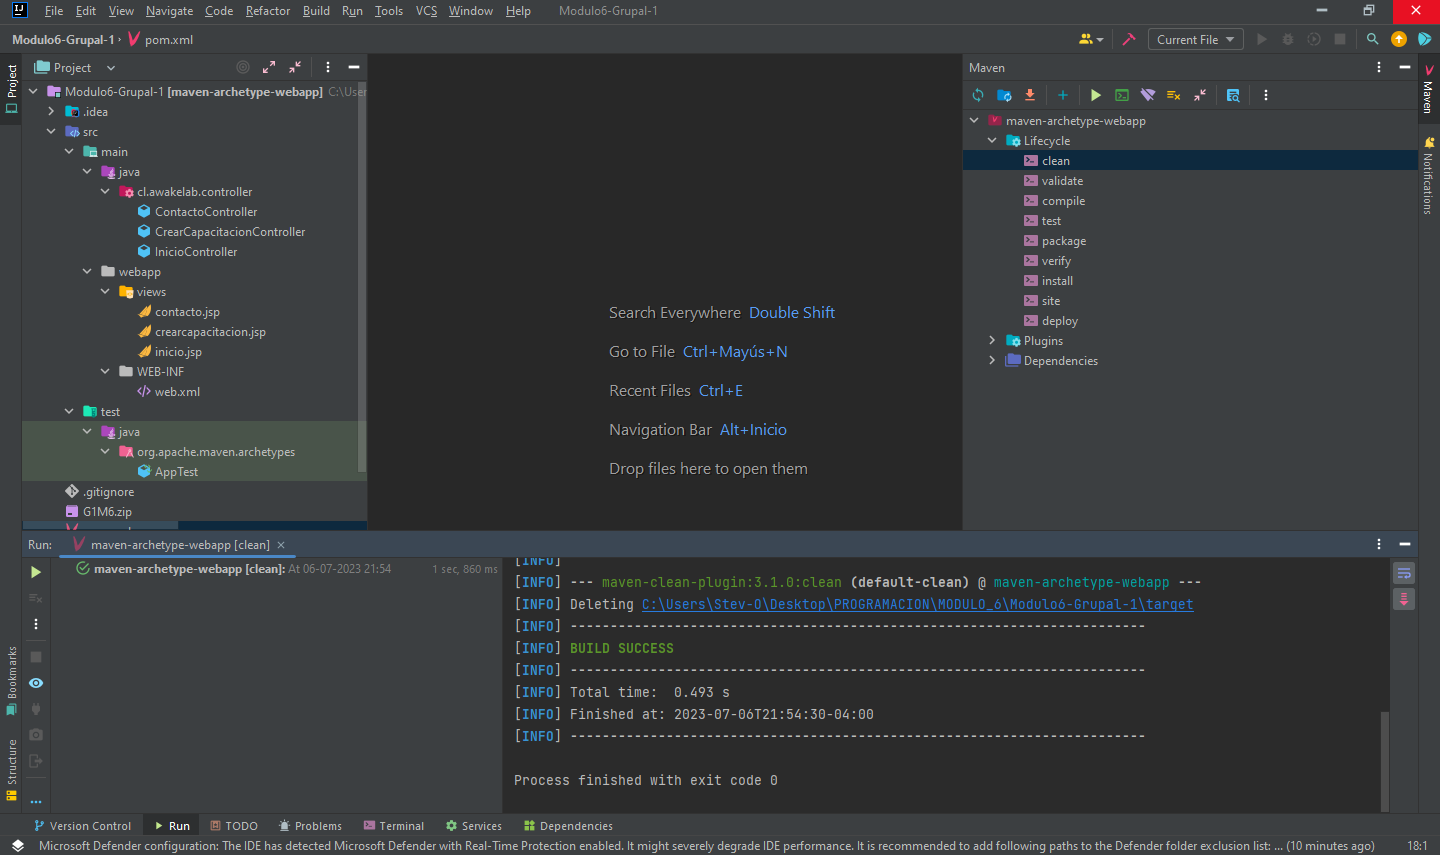 IJ File Edit View Navigate Code Refactor Build Run Tools VCS Window Help Modulo6-Grupal-1
Modulo6-Grupal-1 › pom.xml
Current File
Project
Project
Modulo6-Grupal-1 [maven-archetype-webapp] C:\User
.idea
src
main
java
cl.awakelab.controller
ContactoController
CrearCapacitacionController
InicioController
webapp
views
contacto.jsp
crearcapacitacion.jsp
inicio.jsp
WEB-INF
web.xml
test
java
org.apache.maven.archetypes
AppTest
.gitignore
G1M6.zip
Search Everywhere Double Shift
Go to File Ctrl+Mayús+N
Recent Files Ctrl+E
Navigation Bar Alt+Inicio
Drop files here to open them
Maven
maven-archetype-webapp
Lifecycle
clean
validate
compile
test
package
verify
install
site
deploy
Plugins
Dependencies
Maven
Notifications
Run: maven-archetype-webapp [clean]
maven-archetype-webapp [clean]: At 06-07-2023 21:54 1 sec, 860 ms
[INFO]
[INFO] --- maven-clean-plugin:3.1.0:clean (default-clean) @ maven-archetype-webapp ---
[INFO] Deleting C:\Users\Stev-O\Desktop\PROGRAMACION\MODULO_6\Modulo6-Grupal-1\target
[INFO] ------------------------------------------------------------------------
[INFO] BUILD SUCCESS
[INFO] ------------------------------------------------------------------------
[INFO] Total time:  0.493 s
[INFO] Finished at: 2023-07-06T21:54:30-04:00
[INFO] ------------------------------------------------------------------------
Process finished with exit code 0
Bookmarks
Structure
Version Control Run TODO Problems Terminal Services Dependencies
Microsoft Defender configuration: The IDE has detected Microsoft Defender with Real-Time Protection enabled. It might severely degrade IDE performance. It is recommended to add following paths to the Defender folder exclusion list: ... (10 minutes ago) 18:1